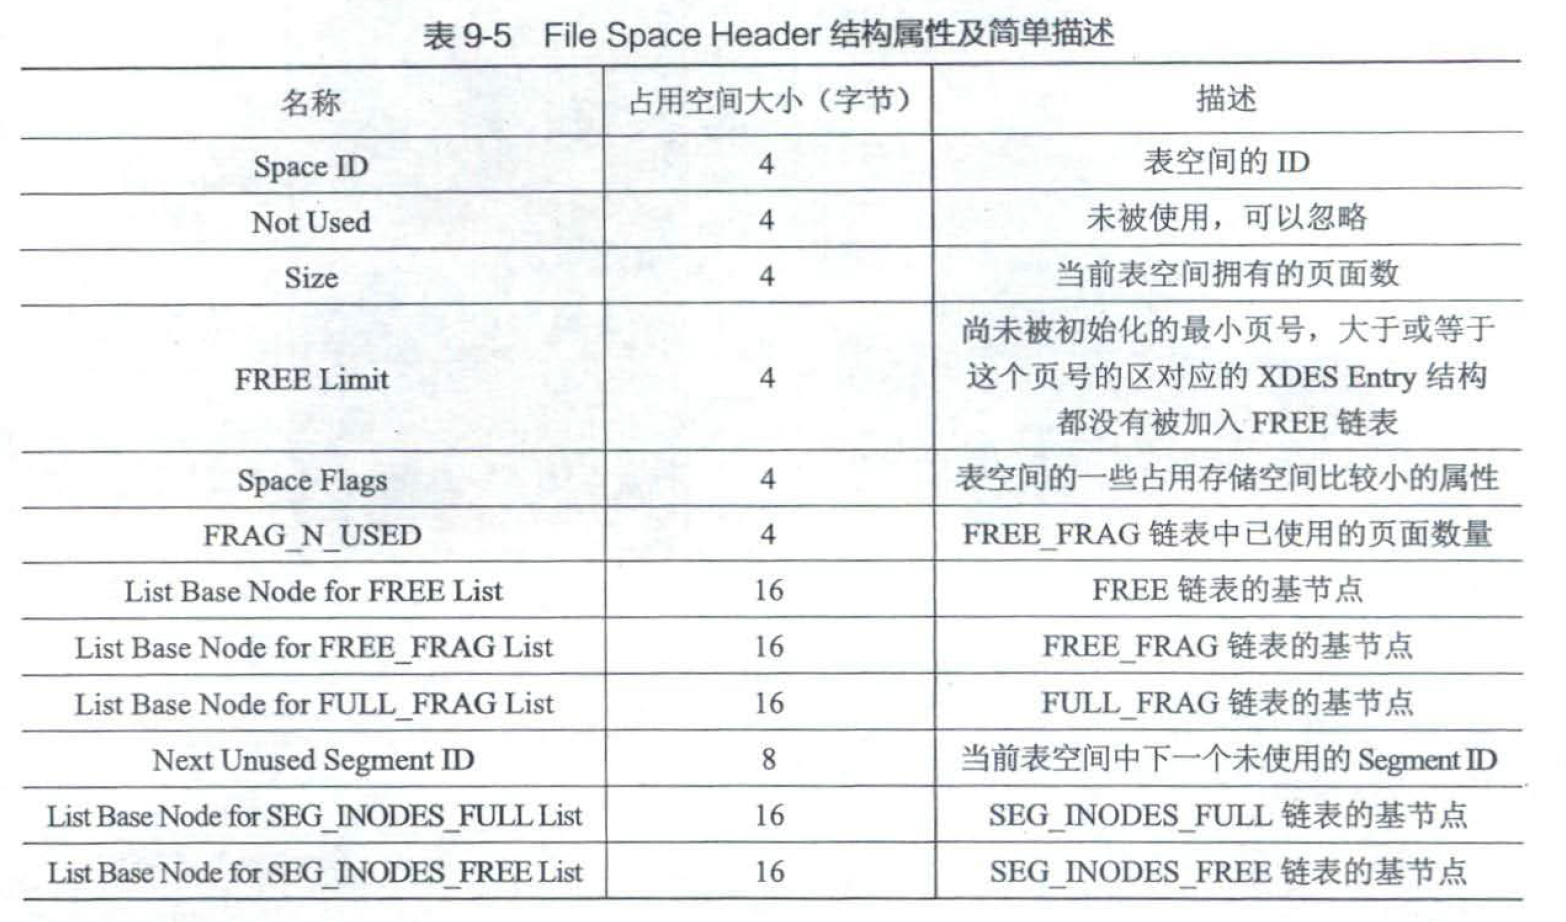 表 9-5 File Space Header 结构属性及简单描述
名称 占用空间大小（字节） 描述
Space ID 4 表空间的 ID
Not Used 4 未被使用，可以忽略
Size 4 当前表空间拥有的页面数
FREE Limit 4 尚未被初始化的最小页号，大于或等于
这个页号的区对应的 XDES Entry 结构
都没有被加入 FREE 链表
Space Flags 4 表空间的一些占用存储空间比较小的属性
FRAG_N_USED 4 FREE_FRAG 链表中已使用的页面数量
List Base Node for FREE List 16 FREE 链表的基节点
List Base Node for FREE_FRAG List 16 FREE_FRAG 链表的基节点
List Base Node for FULL_FRAG List 16 FULL_FRAG 链表的基节点
Next Unused Segment ID 8 当前表空间中下一个未使用的 Segment ID
List Base Node for SEG_INODES_FULL List 16 SEG_INODES_FULL 链表的基节点
List Base Node for SEG_INODES_FREE List 16 SEG_INODES_FREE 链表的基节点